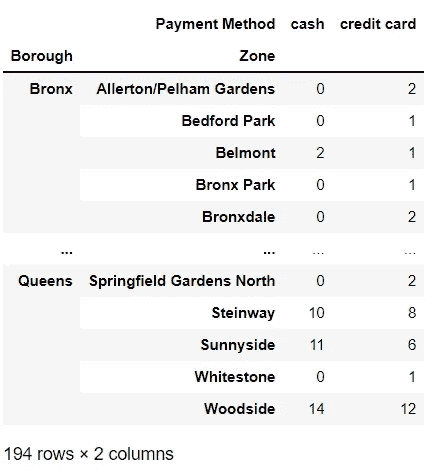 Payment Method cash credit card
Borough Zone
Bronx Allerton/Pelham Gardens 0 2
Bedford Park 0 1
Belmont 2 1
Bronx Park 0 1
Bronxdale 0 2
... ... ... ...
Queens Springfield Gardens North 0 2
Steinway 10 8
Sunnyside 11 6
Whitestone 0 1
Woodside 14 12
194 rows × 2 columns